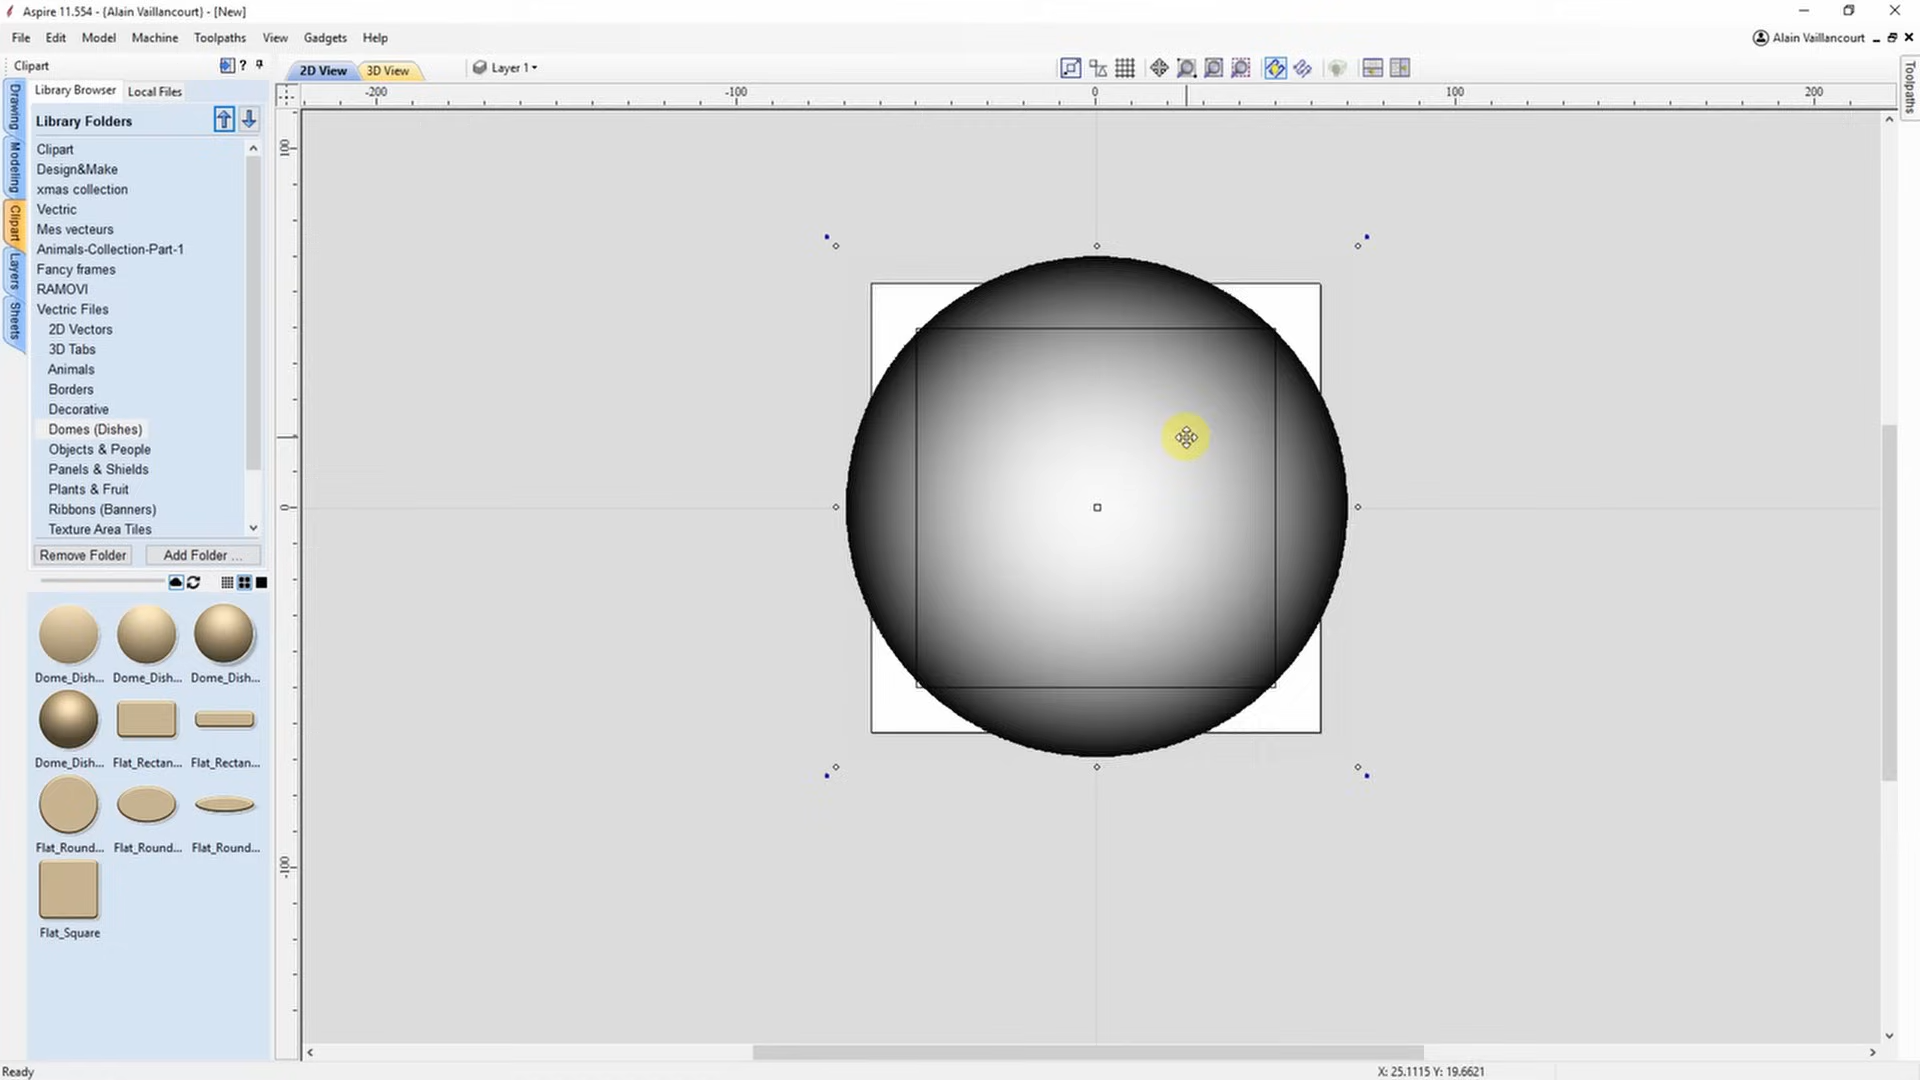 Aspire 11.554 - {Alain Vaillancourt} - [New]
File Edit Model Machine Toolpaths View Gadgets Help
Alain Vaillancourt
Clipart
2D View 3D View
Layer 1
Toolpaths
Library Browser Local Files
-200 -100 0 100 200
Drawing
Modeling
Clipart
Layers
Sheets
Library Folders
Clipart
Design&Make
xmas collection
Vectric
Mes vecteurs
Animals-Collection-Part-1
Fancy frames
RAMOVI
Vectric Files
2D Vectors
3D Tabs
Animals
Borders
Decorative
Domes (Dishes)
Objects & People
Panels & Shields
Plants & Fruit
Ribbons (Banners)
Texture Area Tiles
100
0
-100
Remove Folder Add Folder ...
Dome_Dish... Dome_Dish... Dome_Dish...
Dome_Dish... Flat_Rectan... Flat_Rectan...
Flat_Round... Flat_Round... Flat_Round...
Flat_Square
Ready
X: 25.1115 Y: 19.6621